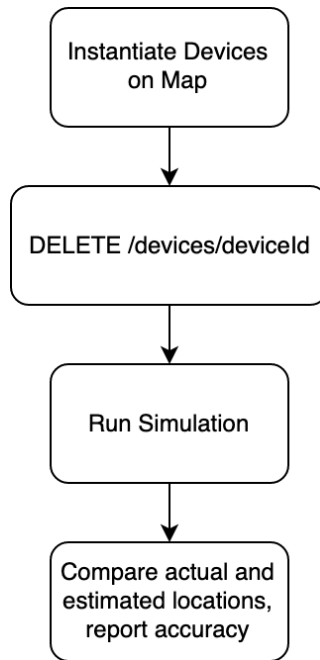 Instantiate Devices
on Map
DELETE /devices/deviceId
Run Simulation
Compare actual and
estimated locations,
report accuracy